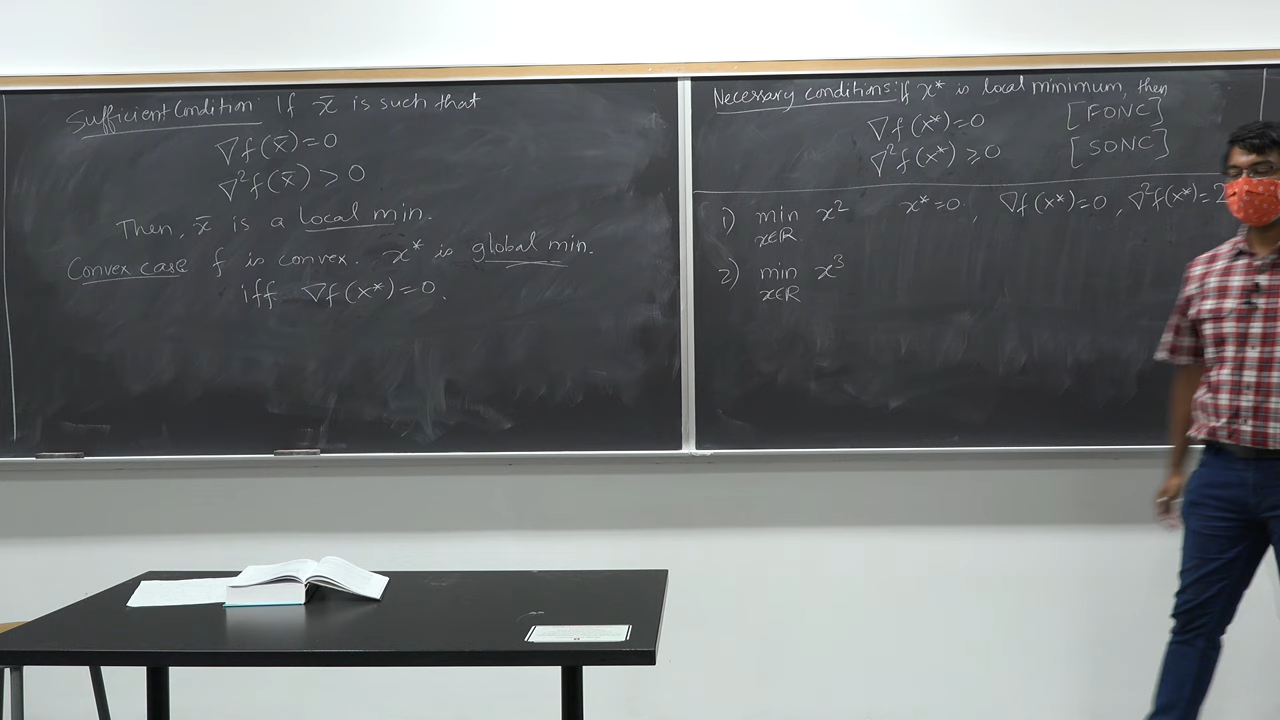 Sufficient Condition: If x̄ is such that
∇f(x̄)=0
∇²f(x̄) > 0
Then, x̄ is a local min.
Convex case f is convex. x* is global min.
iff ∇f(x*)=0.
Necessary conditions: If x* is local minimum, then
∇f(x*)=0 [FONC]
∇²f(x*) ⩾ 0 [SONC]
1) min x² x*=0, ∇f(x*)=0, ∇²f(x*)=2
x∈ℝ.
2) min x³
x∈ℝ